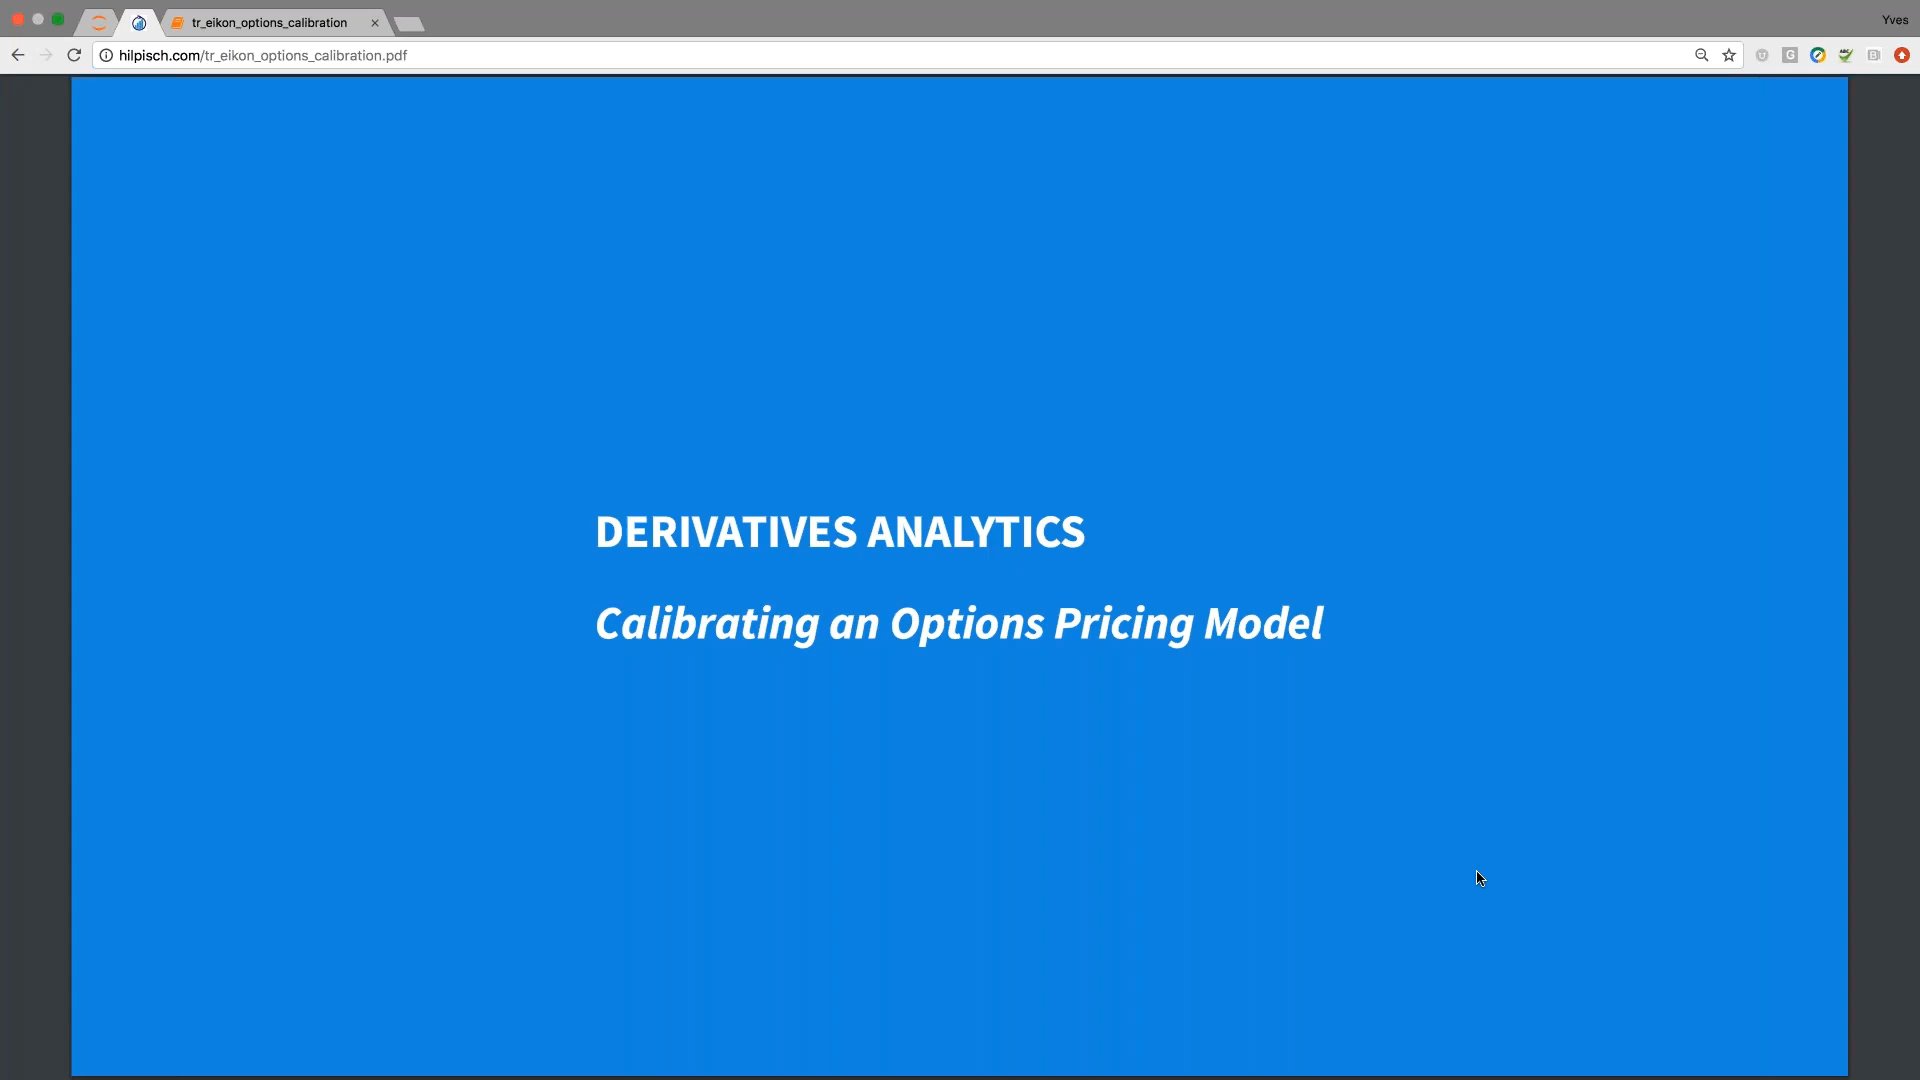 tr_eikon_options_calibration
Yves
hilpisch.com/tr_eikon_options_calibration.pdf
DERIVATIVES ANALYTICS
Calibrating an Options Pricing Model